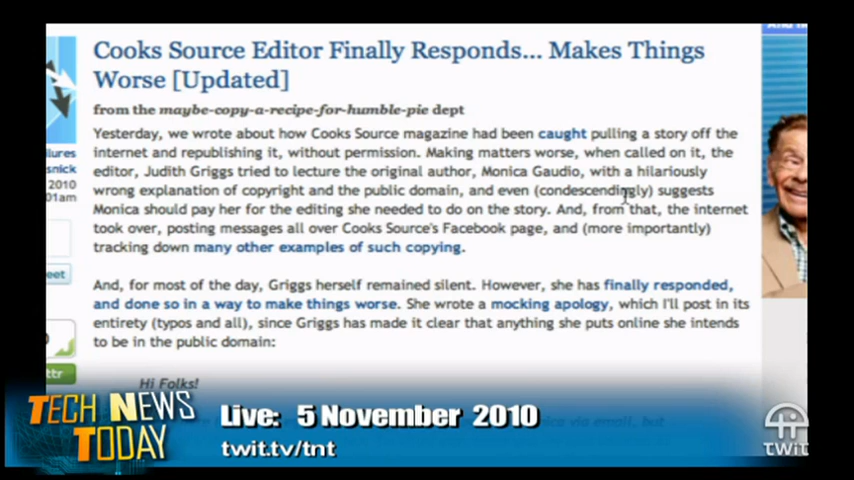 Cooks Source Editor Finally Responds... Makes Things
Worse [Updated]
from the maybe-copy-a-recipe-for-humble-pie dept
Yesterday, we wrote about how Cooks Source magazine had been caught pulling a story off the
internet and republishing it, without permission. Making matters worse, when called on it, the
editor, Judith Griggs tried to lecture the original author, Monica Gaudio, with a hilariously
wrong explanation of copyright and the public domain, and even (condescendingly) suggests
Monica should pay her for the editing she needed to do on the story. And, from that, the internet
took over, posting messages all over Cooks Source's Facebook page, and (more importantly)
tracking down many other examples of such copying.
And, for most of the day, Griggs herself remained silent. However, she has finally responded,
and done so in a way to make things worse. She wrote a mocking apology, which I'll post in its
entirety (typos and all), since Griggs has made it clear that anything she puts online she intends
to be in the public domain:
Hi Folks!
ilures
snick
2010
01am
eet
ttr
via email, but
TECH NEWS
TODAY
Live: 5 November 2010
twit.tv/tnt
TWiT